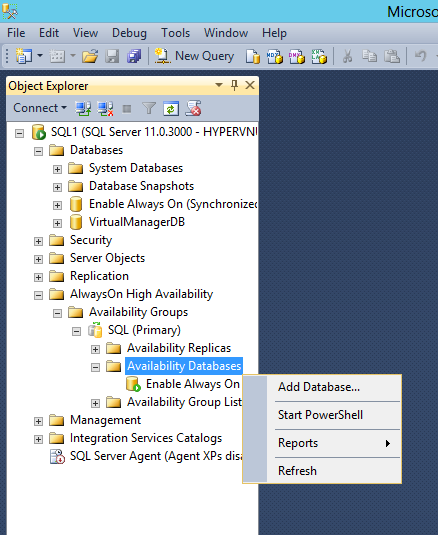 Microso
File Edit View Debug Tools Window Help
New Query
Object Explorer
Connect
SQL1 (SQL Server 11.0.3000 - HYPERVNU
Databases
System Databases
Database Snapshots
Enable Always On (Synchronized
VirtualManagerDB
Security
Server Objects
Replication
AlwaysOn High Availability
Availability Groups
SQL (Primary)
Availability Replicas
Availability Databases
Enable Always On
Add Database...
Availability Group List
Start PowerShell
Management
Reports
Integration Services Catalogs
SQL Server Agent (Agent XPs disa
Refresh